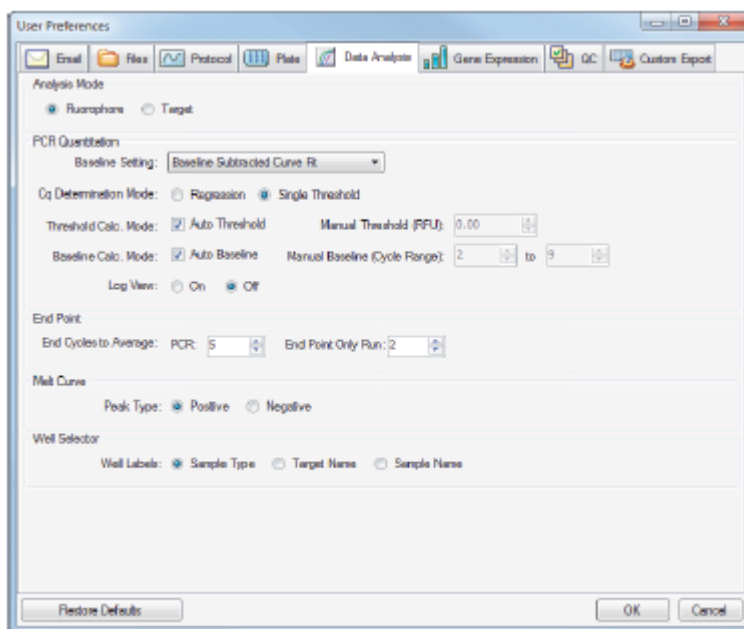 User Preferences
Email Files Protocol Plate Data Analysis Gene Expression QC Custom Export
Analysis Mode
Fluorophore Target
PCR Quantitation
Baseline Setting: Baseline Subtracted Curve Fit
Cq Determination Mode: Regression Single Threshold
Threshold Calc. Mode: Auto Threshold Manual Threshold (RFU): 0.00
Baseline Calc. Mode: Auto Baseline Manual Baseline (Cycle Range): 2 to 9
Log View: On Off
End Point
End Cycles to Average: PCR: 5 End Point Only Run: 2
Melt Curve
Peak Type: Positive Negative
Well Selector
Well Labels: Sample Type Target Name Sample Name
Restore Defaults OK Cancel